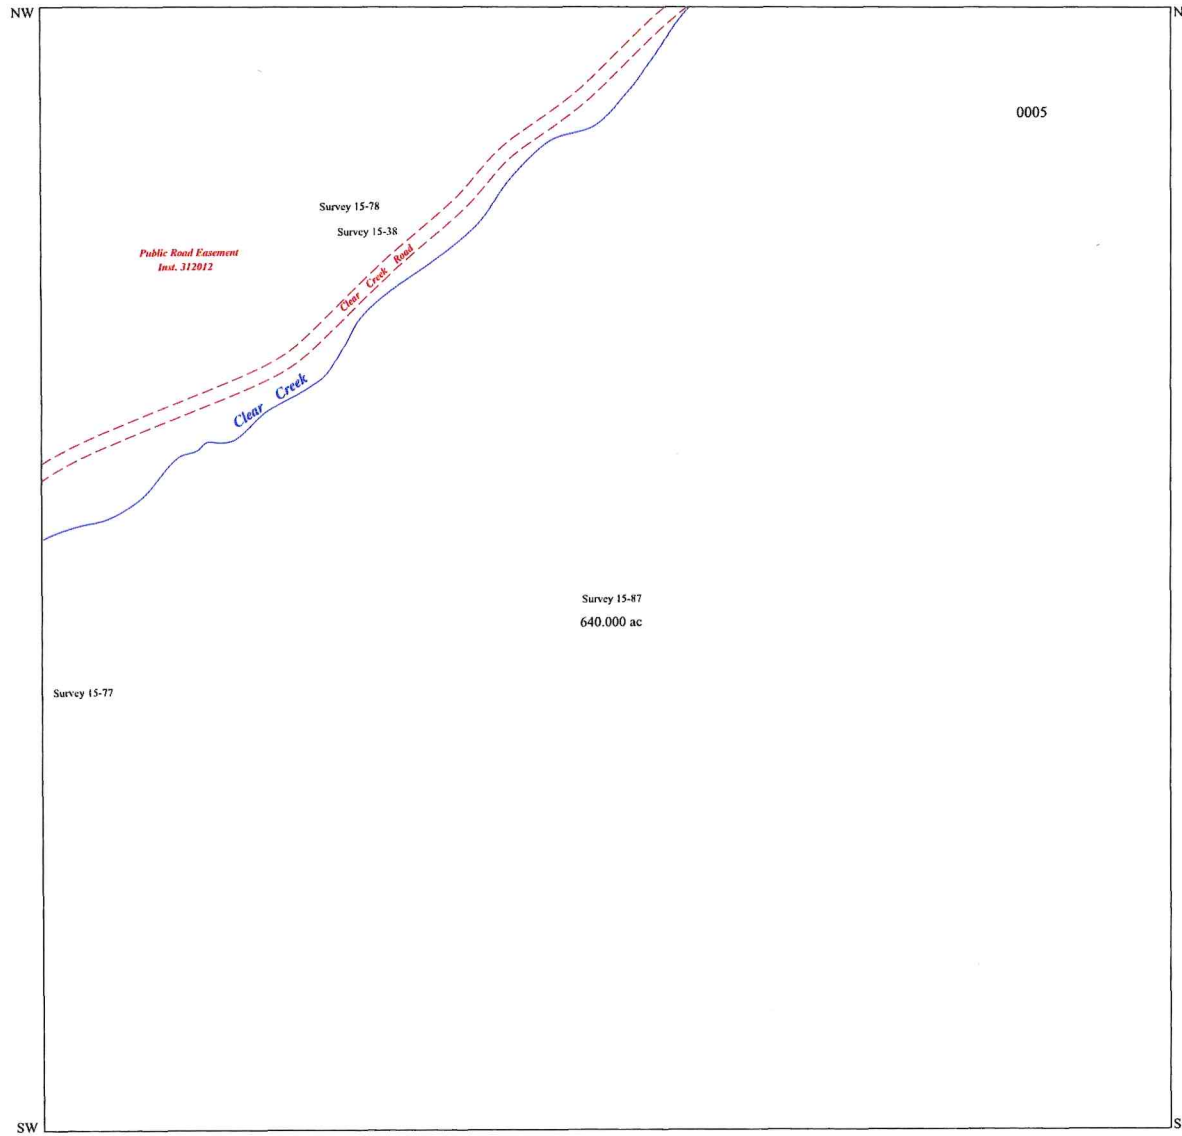 NW
N
0005
Survey 15-78
Survey 15-38
Public Road Easement
Inst. 312012
Clear Creek Road
Clear Creek
Survey 15-87
640.000 ac
Survey 15-77
SW
S